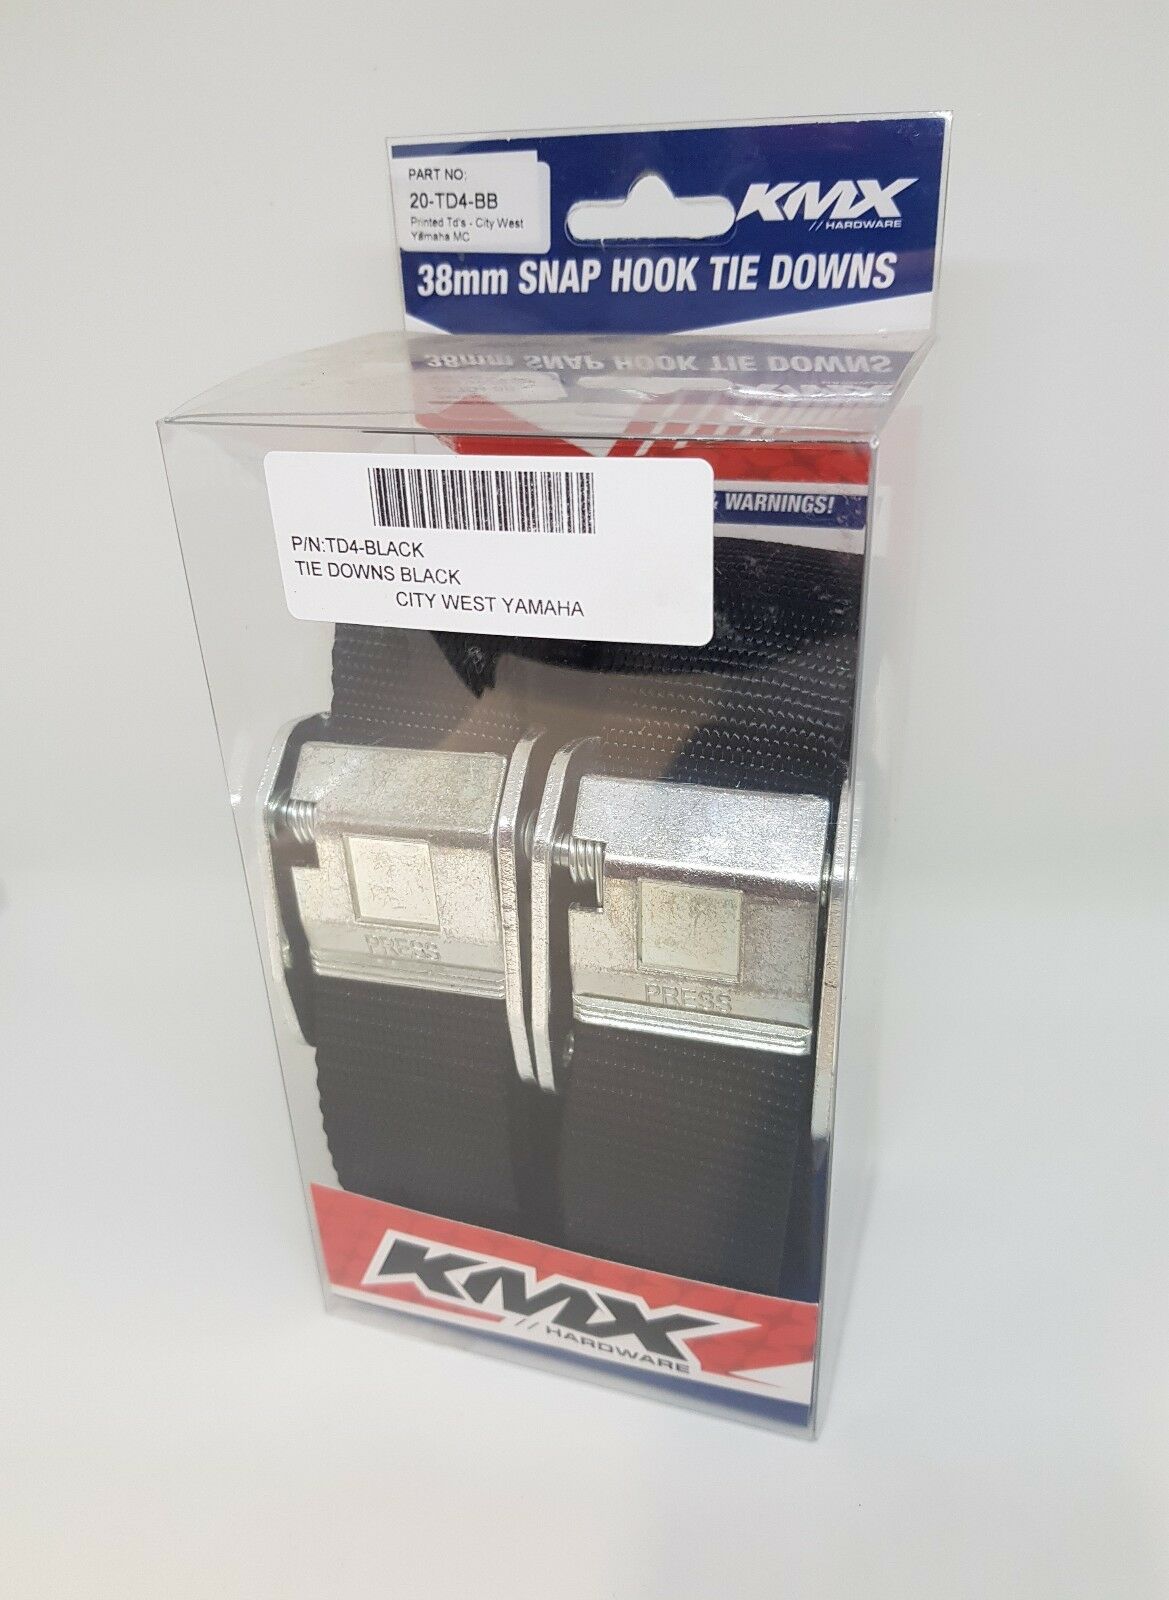 PART NO:
20-TD4-BB
Printed Td's - City West
Yamaha MC
KMX
// HARDWARE
38mm SNAP HOOK TIE DOWNS
38mm SNAP HOOK TIE DOWNS
& WARNINGS!
P/N:TD4-BLACK
TIE DOWNS BLACK
CITY WEST YAMAHA
PRESS
PRESS
KMX
// HARDWARE